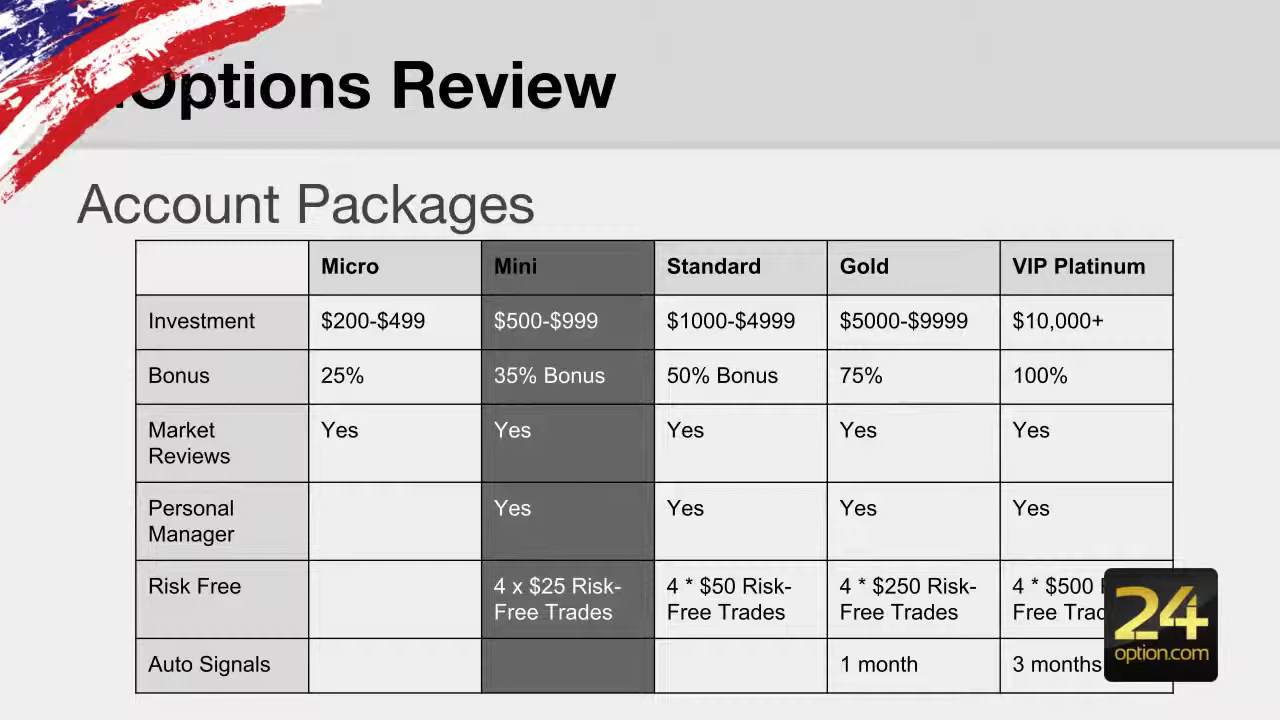 Options Review
Account Packages
Micro Mini Standard Gold VIP Platinum
Investment $200-$499 $500-$999 $1000-$4999 $5000-$9999 $10,000+
Bonus 25% 35% Bonus 50% Bonus 75% 100%
Market Yes Yes Yes Yes Yes
Reviews
Personal Yes Yes Yes Yes
Manager
Risk Free 4 x $25 Risk- 4 * $50 Risk- 4 * $250 Risk- 4 * $500
Free Trades Free Trades Free Trades Free
Auto Signals 1 month 3 months
24
option.com